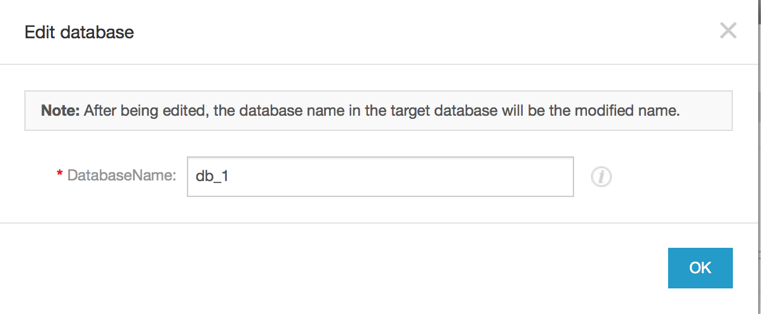 Edit database
Note: After being edited, the database name in the target database will be the modified name.
* DatabaseName: db_1
OK